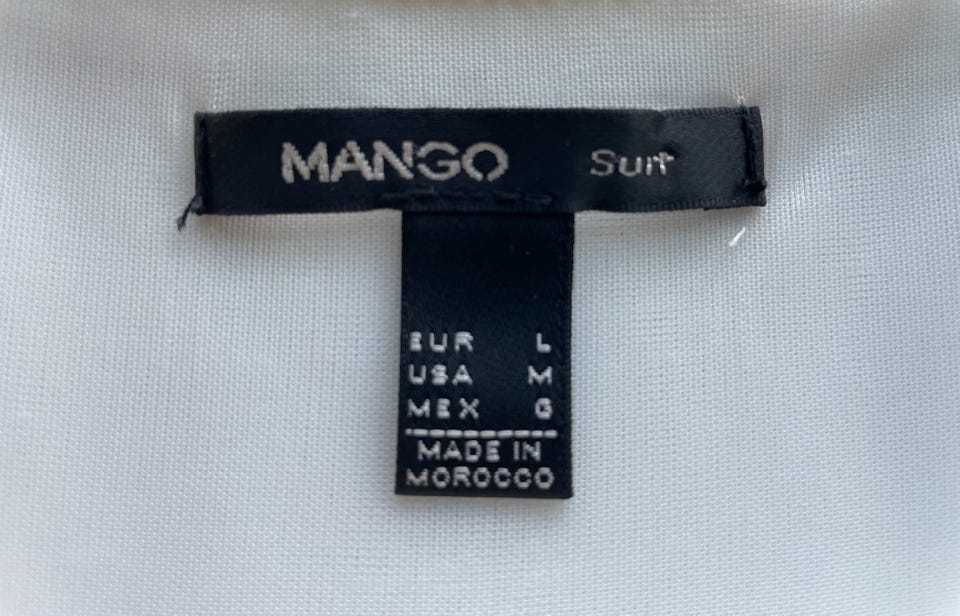 MANGO Suit
EUR L
USA M
MEX G
MADE IN
MOROCCO